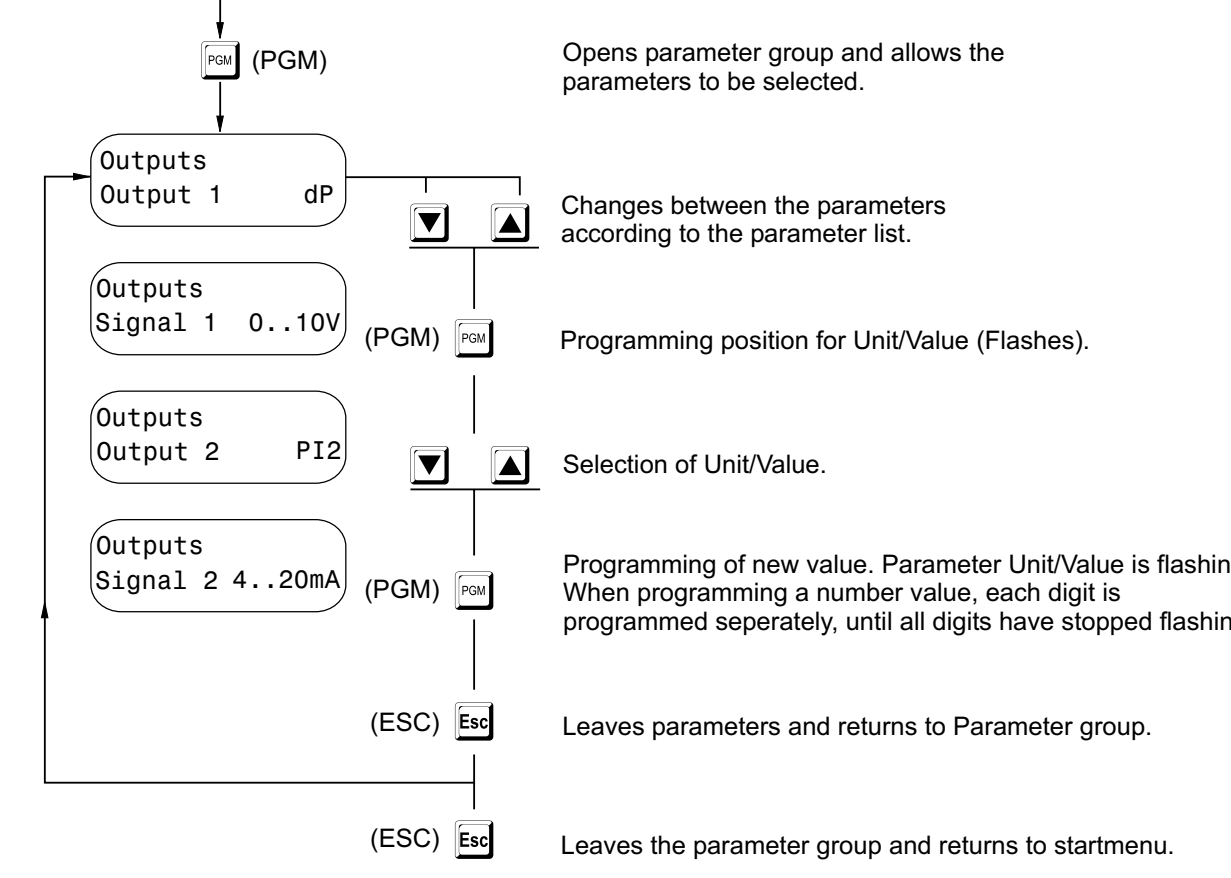 PGM (PGM)
Opens parameter group and allows the
parameters to be selected.
Outputs
Output 1 dP
Changes between the parameters
according to the parameter list.
Outputs
Signal 1 0..10V
(PGM) PGM
Programming position for Unit/Value (Flashes).
Outputs
Output 2 PI2
Selection of Unit/Value.
Outputs
Signal 2 4..20mA
(PGM) PGM
Programming of new value. Parameter Unit/Value is flashin
When programming a number value, each digit is
programmed seperately, until all digits have stopped flashin
(ESC) Esc
Leaves parameters and returns to Parameter group.
(ESC) Esc
Leaves the parameter group and returns to startmenu.